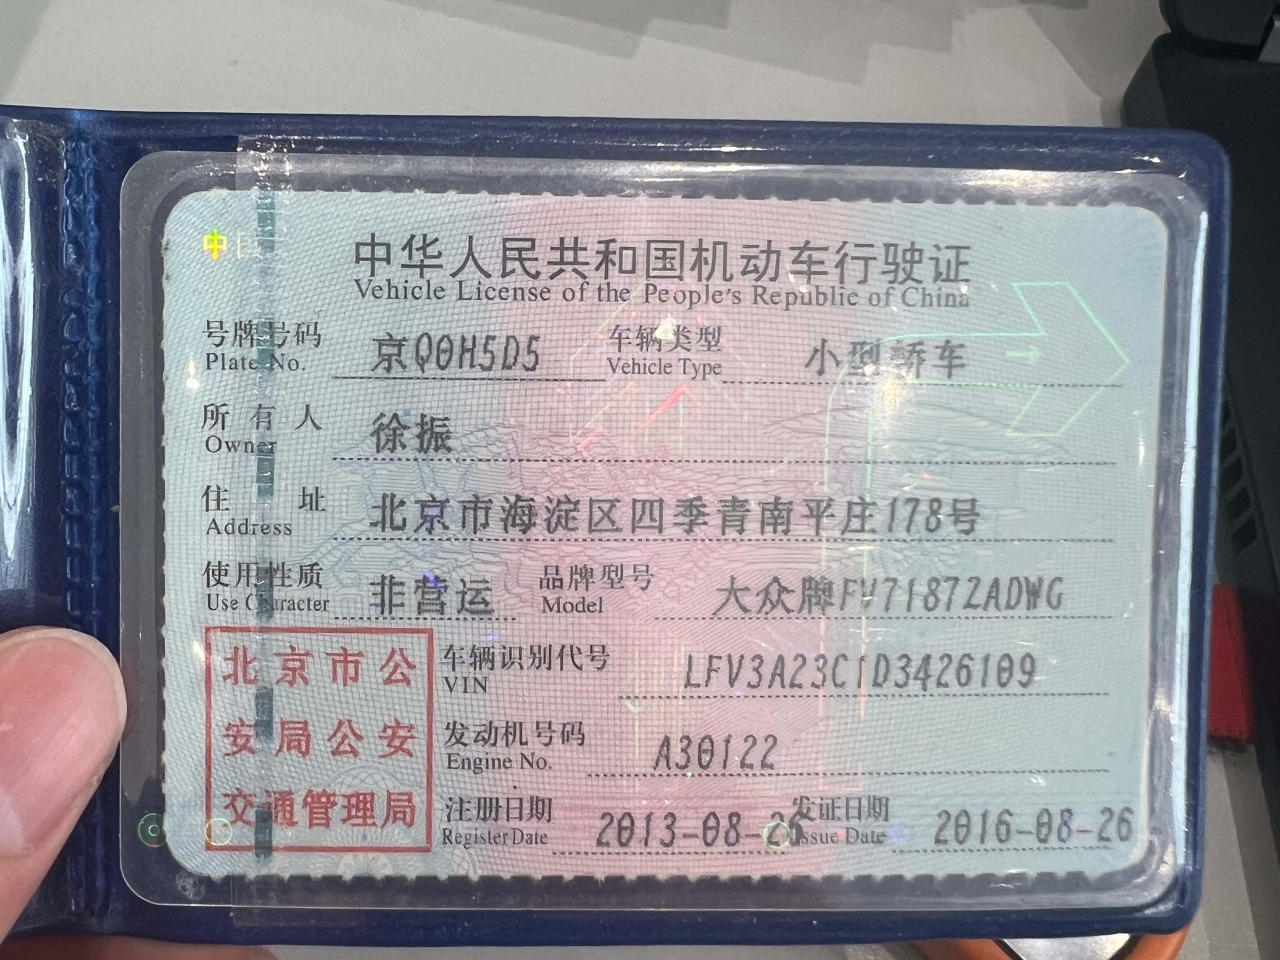 中国
中华人民共和国机动车行驶证
Vehicle License of the People's Republic of China
号牌号码 京Q0H5D5 车辆类型 小型轿车
Plate No. Vehicle Type
所有人 徐振
Owner
住址 北京市海淀区四季青南平庄178号
Address
使用性质 非营运 品牌型号 大众牌FV7187ZADWG
Use Character Model
北京市公 车辆识别代号 LFV3A23C1D3426109
VIN
安局公安 发动机号码 A30122
Engine No.
交通管理局 注册日期 2013-08-26 发证日期 2016-08-26
Register Date Issue Date